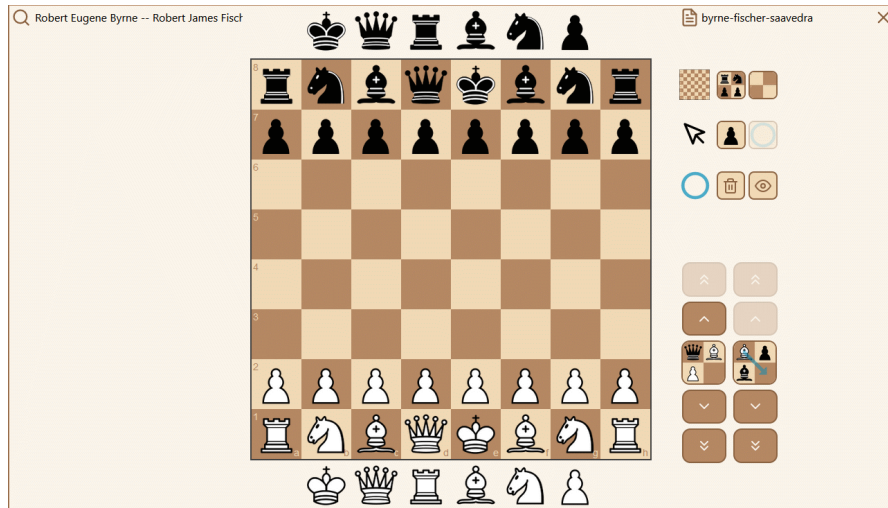 Robert Eugene Byrne -- Robert James Fisch
byrne-fischer-saavedra
8
7
6
5
4
3
2
1
a
c
d
e
f
g
h